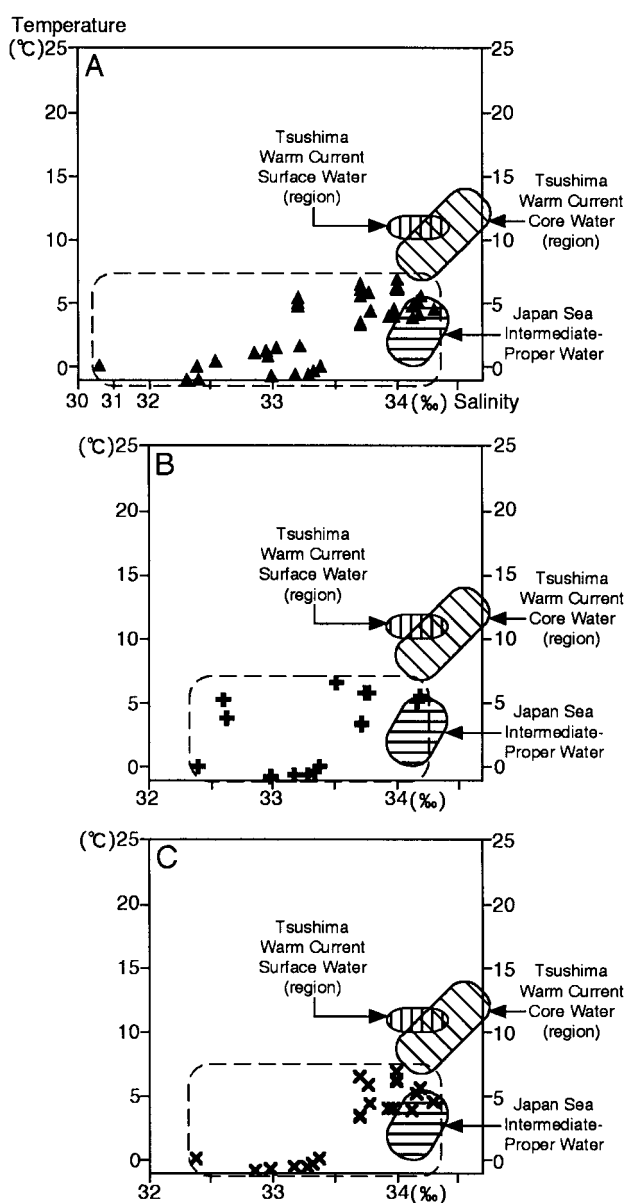 Temperature
(℃)25
25
A
20
20
Tsushima
Warm Current
Surface Water
(region)
15
15
Tsushima
Warm Current
Core Water
(region)
10
10
5
5
Japan Sea
Intermediate-
Proper Water
0
0
30 31 32 33 34(‰) Salinity
(℃)25
25
B
20
20
Tsushima
Warm Current
Surface Water
(region)
15
15
Tsushima
Warm Current
Core Water
(region)
10
10
5
5
Japan Sea
Intermediate-
Proper Water
0
0
32 33 34(‰)
(℃)25
25
C
20
20
Tsushima
Warm Current
Surface Water
(region)
15
15
Tsushima
Warm Current
Core Water
(region)
10
10
5
5
Japan Sea
Intermediate-
Proper Water
0
0
32 33 34(‰)